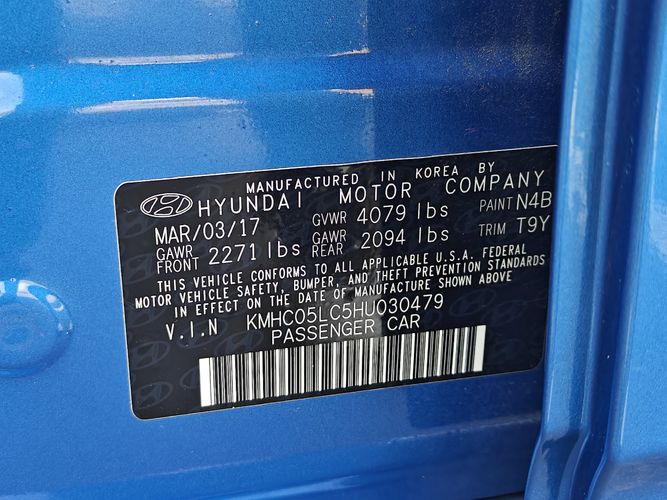 MANUFACTURED IN KOREA BY
HYUNDAI MOTOR COMPANY
MAR/03/17 GVWR 4079 lbs PAINT N4B
GAWR FRONT 2271 lbs GAWR REAR 2094 lbs TRIM T9Y
THIS VEHICLE CONFORMS TO ALL APPLICABLE U.S.A. FEDERAL
MOTOR VEHICLE SAFETY, BUMPER, AND THEFT PREVENTION STANDARDS
IN EFFECT ON DATE OF MANUFACTURE SHOWN ABOVE
V.I.N KMHC05LC5HU030479
PASSENGER CAR